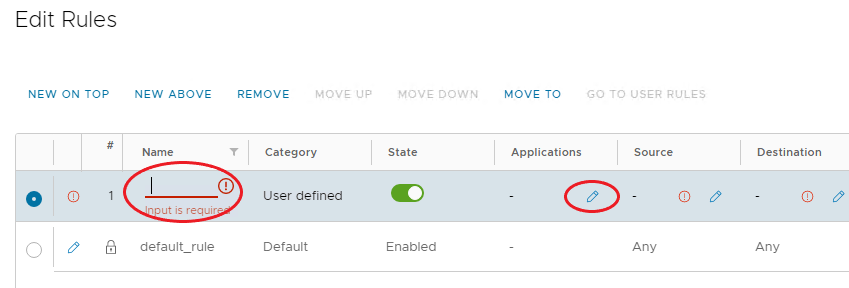 Edit Rules
NEW ON TOP NEW ABOVE REMOVE MOVE UP MOVE DOWN MOVE TO GO TO USER RULES
# Name Category State Applications Source Destination
1 User defined - - -
Input is required
default_rule Default Enabled - Any Any